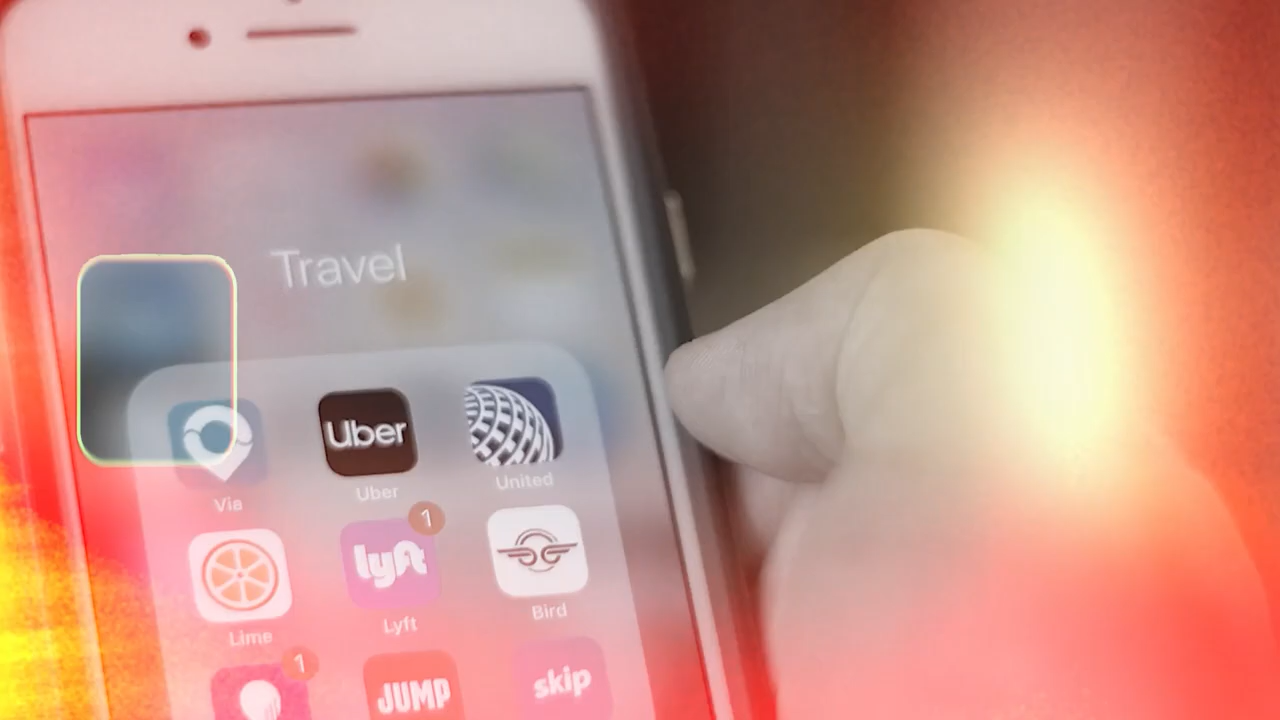 Travel
Uber
Via
Uber
United
1
lyft
Lime
Lyft
Bird
1
JUMP
skip